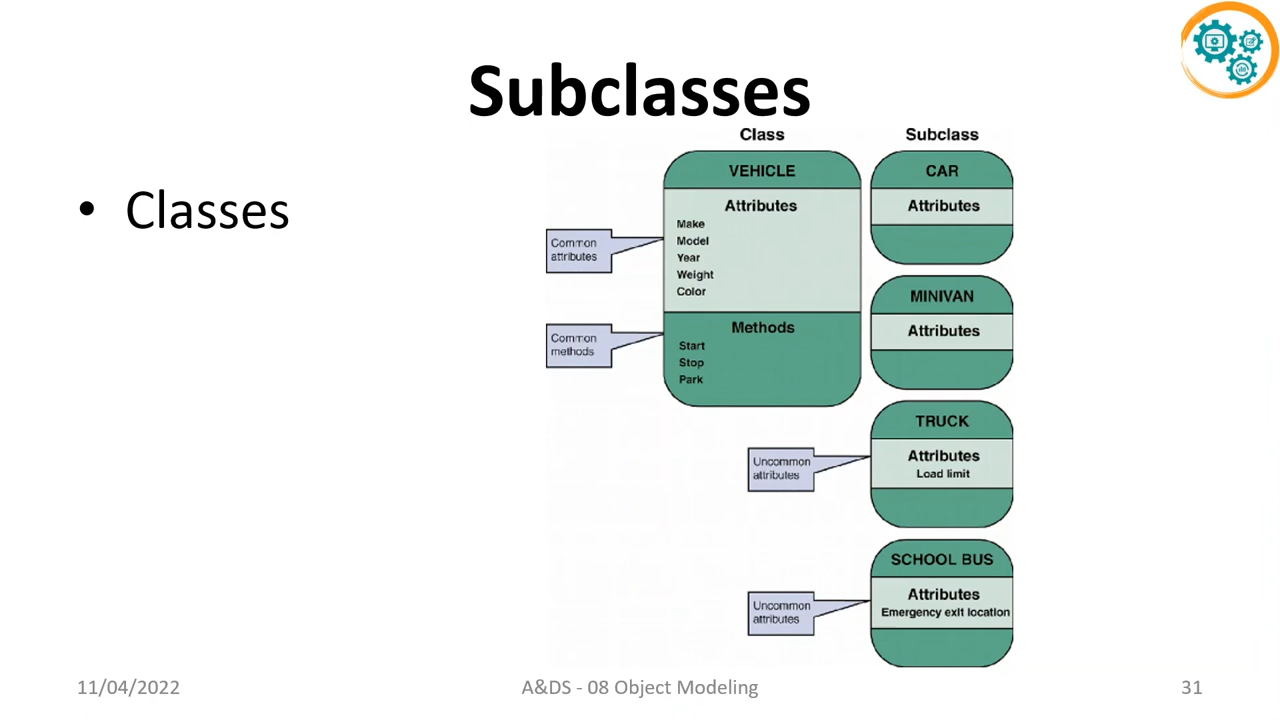 Subclasses
• Classes
Class
VEHICLE
Attributes
Make
Model
Year
Weight
Color
Methods
Start
Stop
Park
Common
attributes
Common
methods
Subclass
CAR
Attributes
MINIVAN
Attributes
TRUCK
Attributes
Load limit
Uncommon
attributes
SCHOOL BUS
Attributes
Emergency exit location
Uncommon
attributes
11/04/2022
A&DS - 08 Object Modeling
31